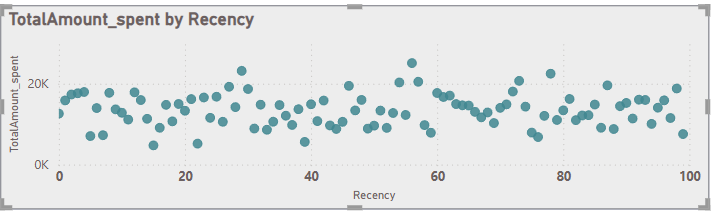 TotalAmount_spent by Recency
TotalAmount_spent
20K
0K
0 20 40 60 80 100
Recency